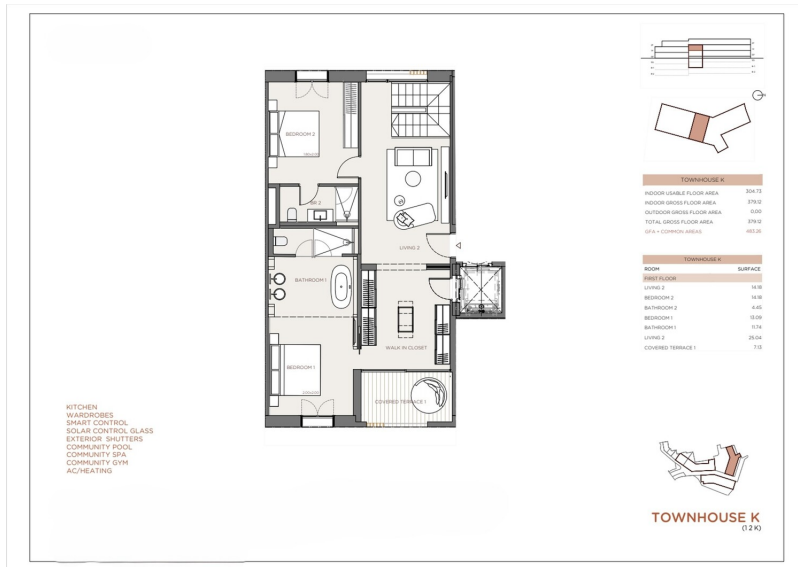 BEDROOM 2
BR 2
LIVING 2
BATHROOM 1
WALK IN CLOSET
BEDROOM 1
COVERED TERRACE 1
KITCHEN
WARDROBES
SMART CONTROL
SOLAR CONTROL GLASS
EXTERIOR SHUTTERS
COMMUNITY POOL
COMMUNITY SPA
COMMUNITY GYM
AC/HEATING
TOWNHOUSE K
INDOOR USABLE FLOOR AREA 304.73
INDOOR GROSS FLOOR AREA 379.12
OUTDOOR GROSS FLOOR AREA 0.00
TOTAL GROSS FLOOR AREA 379.12
GFA + COMMON AREAS 493.26
TOWNHOUSE K
ROOM SURFACE
FIRST FLOOR
LIVING 2 14.18
BEDROOM 2 14.18
BATHROOM 2 4.45
BEDROOM 1 13.09
BATHROOM 1 11.74
LIVING 2 25.04
COVERED TERRACE 1 7.13
TOWNHOUSE K
(1 2 K)